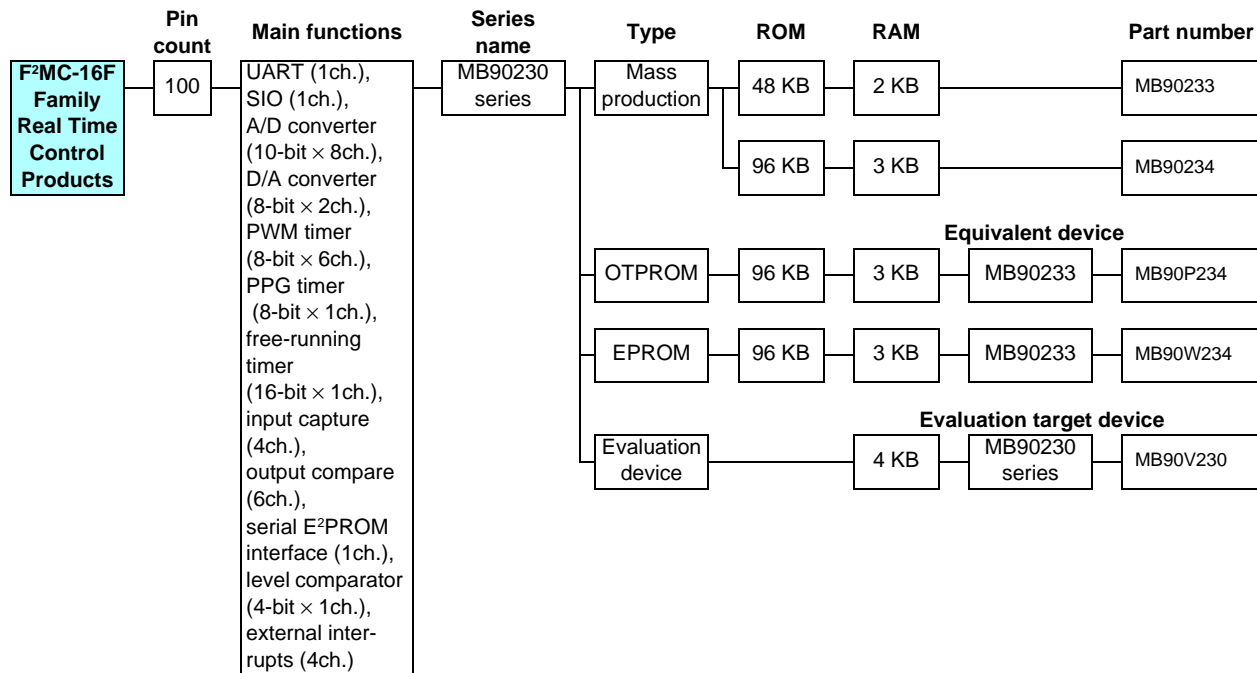 Pin count
Main functions
Series name
Type
ROM
RAM
Part number
F²MC-16F
Family
Real Time
Control
Products
100
UART (1ch.),
SIO (1ch.),
A/D converter
(10-bit × 8ch.),
D/A converter
(8-bit × 2ch.),
PWM timer
(8-bit × 6ch.),
PPG timer
(8-bit × 1ch.),
free-running
timer
(16-bit × 1ch.),
input capture
(4ch.),
output compare
(6ch.),
serial E²PROM
interface (1ch.),
level comparator
(4-bit × 1ch.),
external inter-
rupts (4ch.)
MB90230
series
Mass
production
48 KB
2 KB
MB90233
96 KB
3 KB
MB90234
Equivalent device
OTPROM
96 KB
3 KB
MB90233
MB90P234
EPROM
96 KB
3 KB
MB90233
MB90W234
Evaluation target device
Evaluation
device
4 KB
MB90230
series
MB90V230